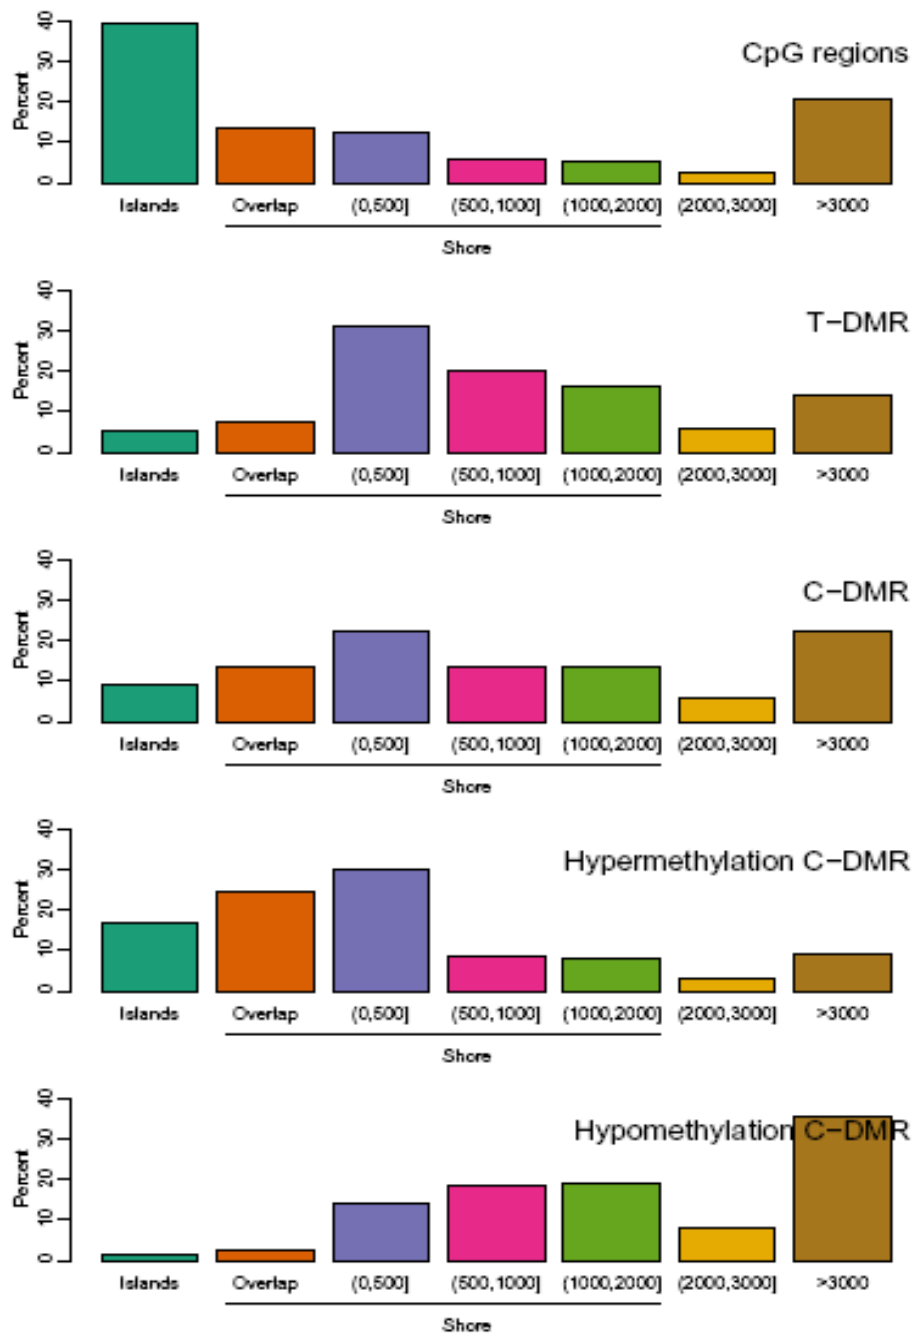 CpG regions
Percent
0 10 20 30 40
Islands Overlap (0,500] (500,1000] (1000,2000] (2000,3000] >3000
Shore
T-DMR
Percent
0 10 20 30 40
Islands Overlap (0,500] (500,1000] (1000,2000] (2000,3000] >3000
Shore
C-DMR
Percent
0 10 20 30 40
Islands Overlap (0,500] (500,1000] (1000,2000] (2000,3000] >3000
Shore
Hypermethylation C-DMR
Percent
0 10 20 30 40
Islands Overlap (0,500] (500,1000] (1000,2000] (2000,3000] >3000
Shore
Hypomethylation C-DMR
Percent
0 10 20 30 40
Islands Overlap (0,500] (500,1000] (1000,2000] (2000,3000] >3000
Shore